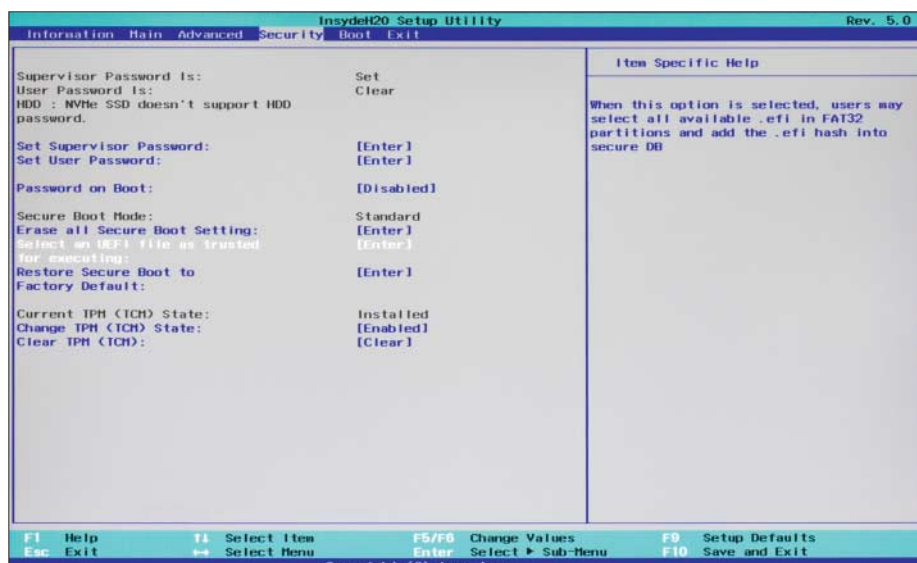 InsydeH20 Setup Utility Rev. 5.0
Information Main Advanced Security Boot Exit
Item Specific Help
Supervisor Password Is: Set
User Password Is: Clear
HDD : NVMe SSD doesn't support HDD
password.
When this option is selected, users may
select all available .efi in FAT32
partitions and add the .efi hash into
secure DB
Set Supervisor Password: [Enter]
Set User Password: [Enter]
Password on Boot: [Disabled]
Secure Boot Mode: Standard
Erase all Secure Boot Setting: [Enter]
Select an UEFI file as trusted [Enter]
for executing:
Restore Secure Boot to [Enter]
Factory Default:
Current TPM (TCM) State: Installed
Change TPM (TCM) State: [Enabled]
Clear TPM (TCM): [Clear]
F1 Help ↑↓ Select Item F5/F6 Change Values F9 Setup Defaults
Esc Exit ↔ Select Menu Enter Select ▶ Sub-Menu F10 Save and Exit